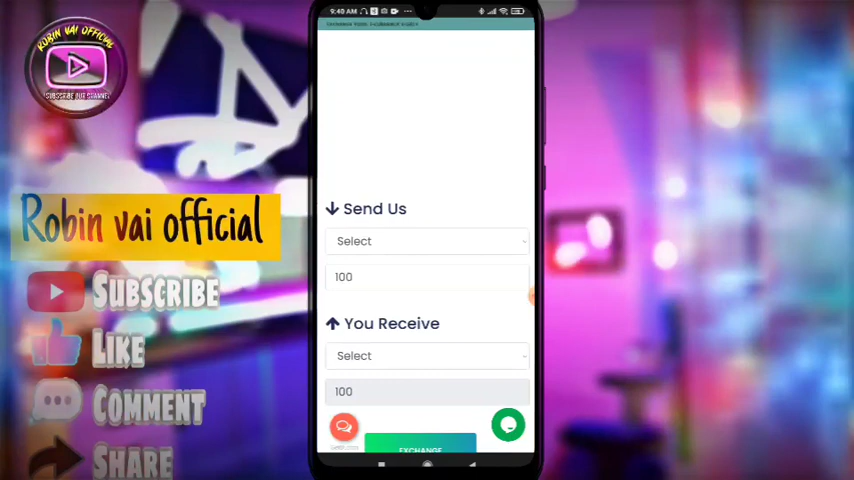 ROBIN VAI OFFICIAL
SUBSCRIBE OUR CHANNEL
Robin vai official
SUBSCRIBE
LIKE
COMMENT
SHARE
9:40 AM
Send Us
Select
100
You Receive
Select
100
EXCHANGE